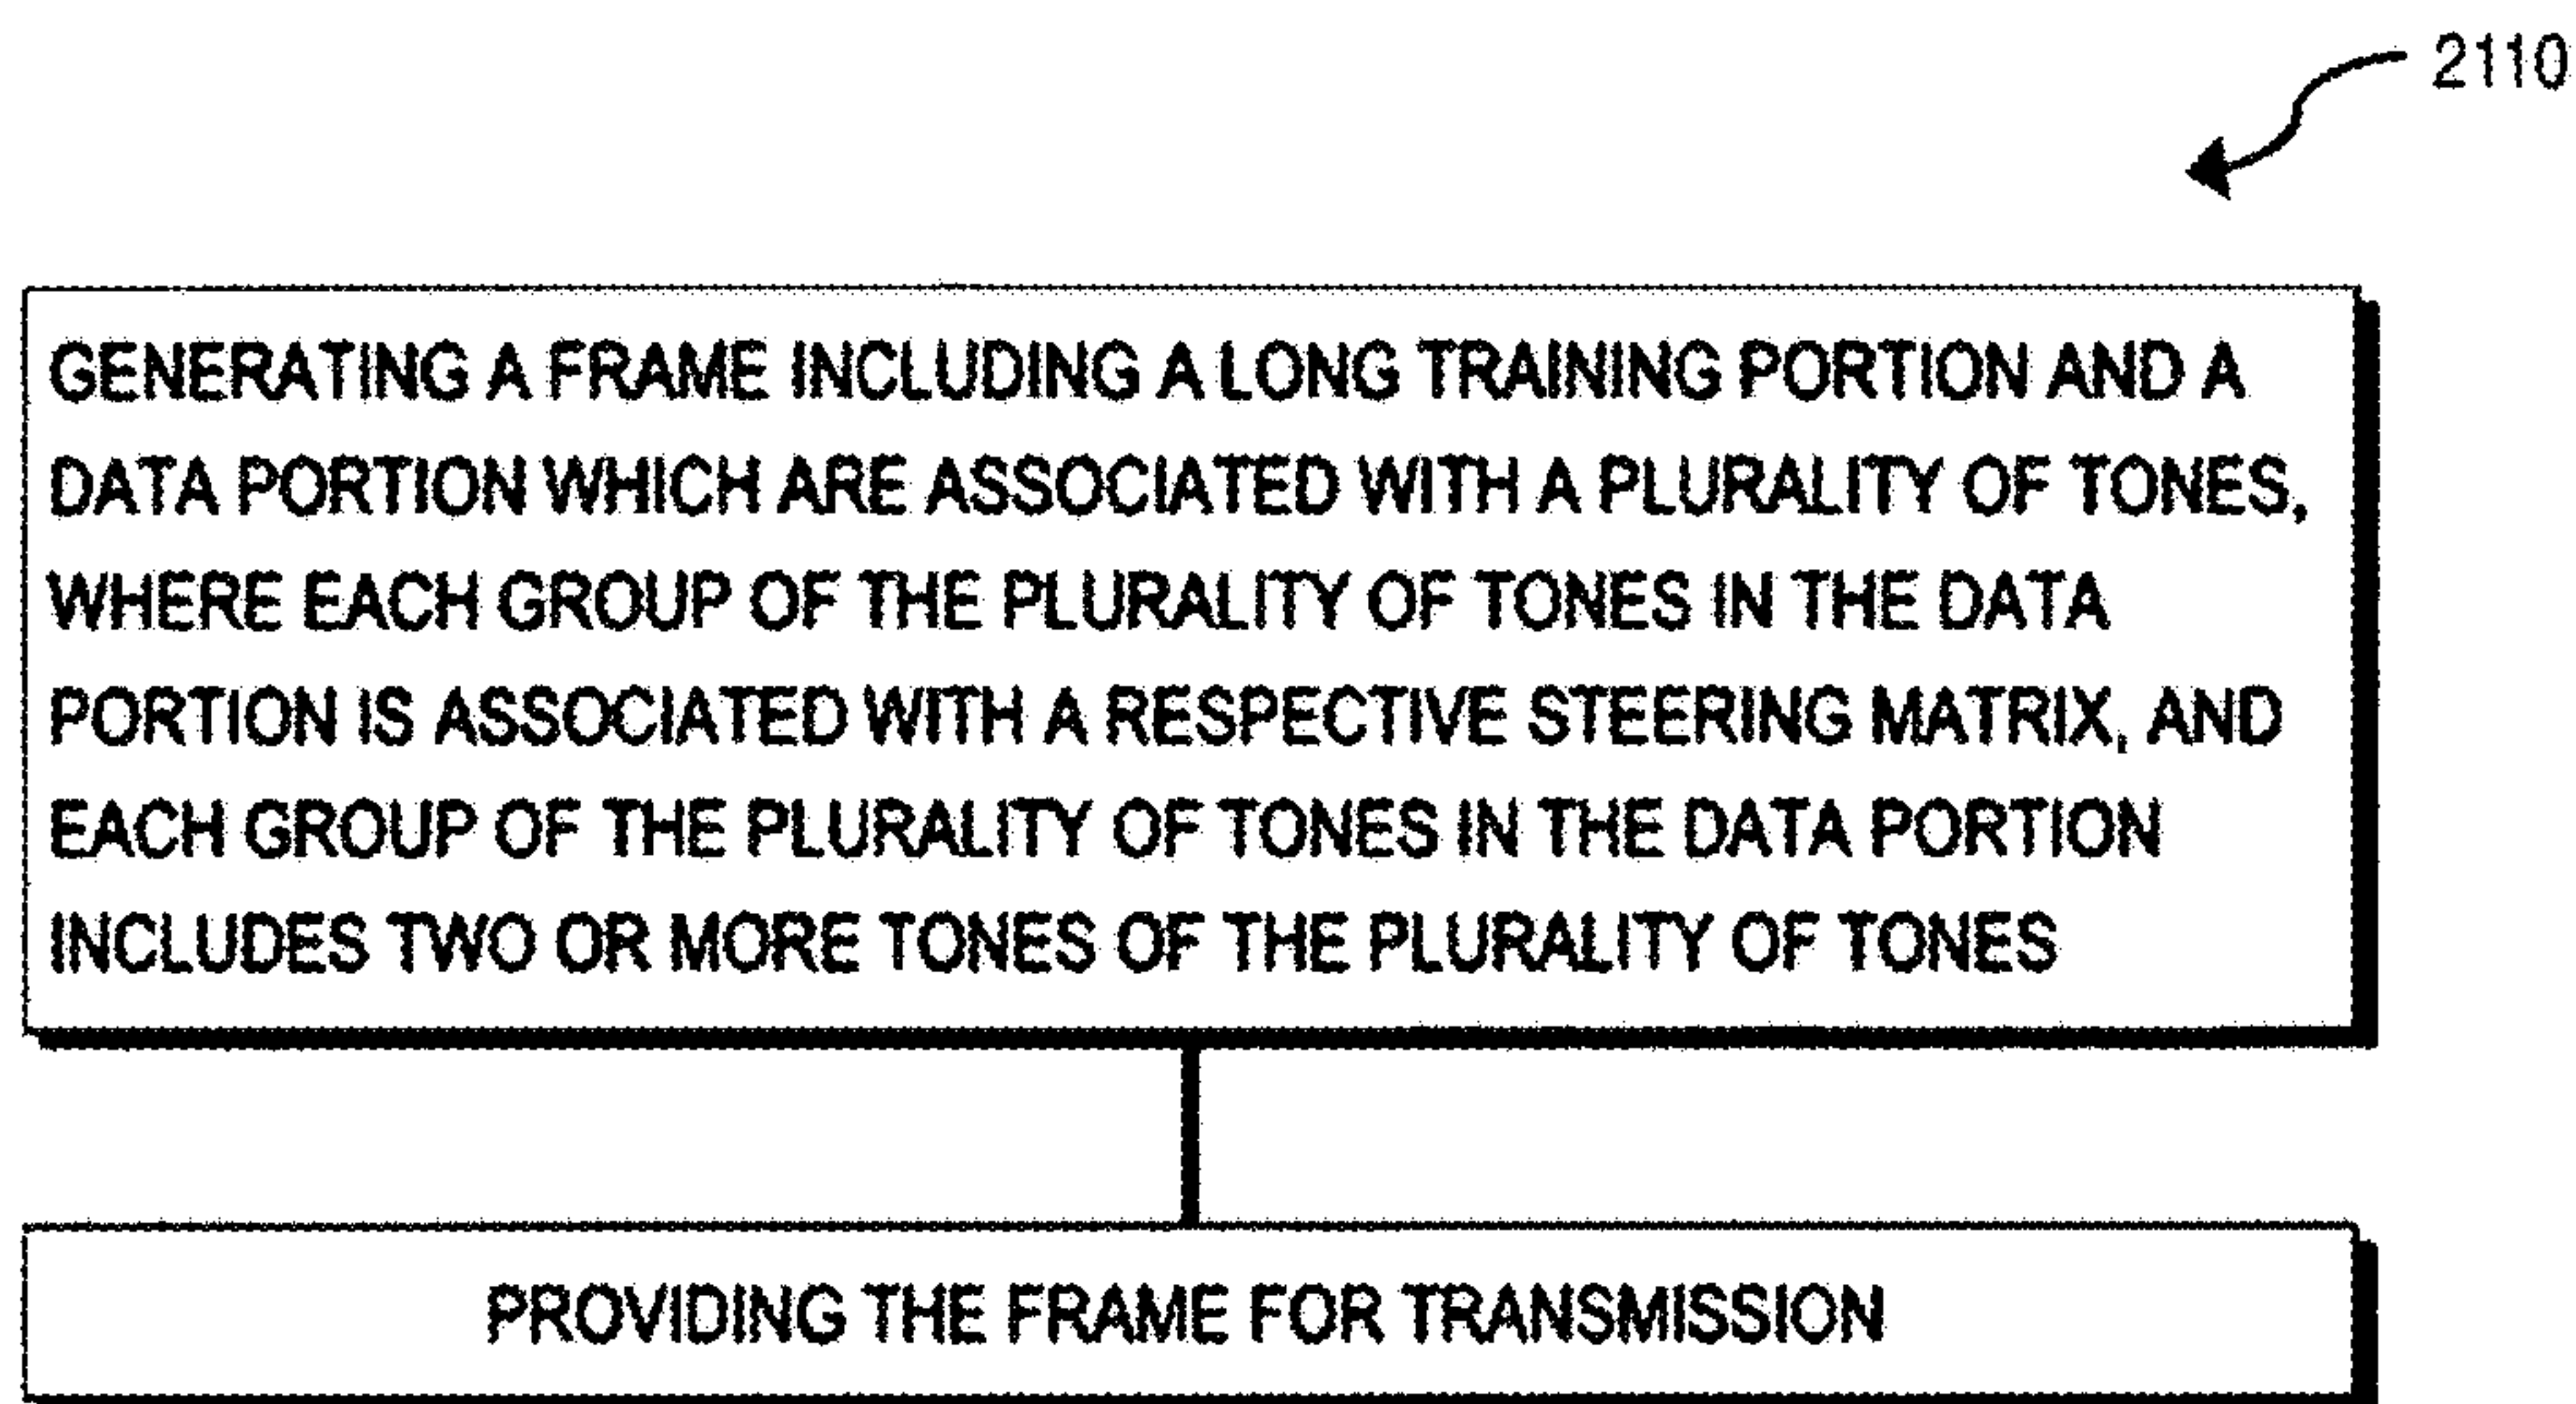 2110
GENERATING A FRAME INCLUDING A LONG TRAINING PORTION AND A
DATA PORTION WHICH ARE ASSOCIATED WITH A PLURALITY OF TONES,
WHERE EACH GROUP OF THE PLURALITY OF TONES IN THE DATA
PORTION IS ASSOCIATED WITH A RESPECTIVE STEERING MATRIX, AND
EACH GROUP OF THE PLURALITY OF TONES IN THE DATA PORTION
INCLUDES TWO OR MORE TONES OF THE PLURALITY OF TONES
PROVIDING THE FRAME FOR TRANSMISSION